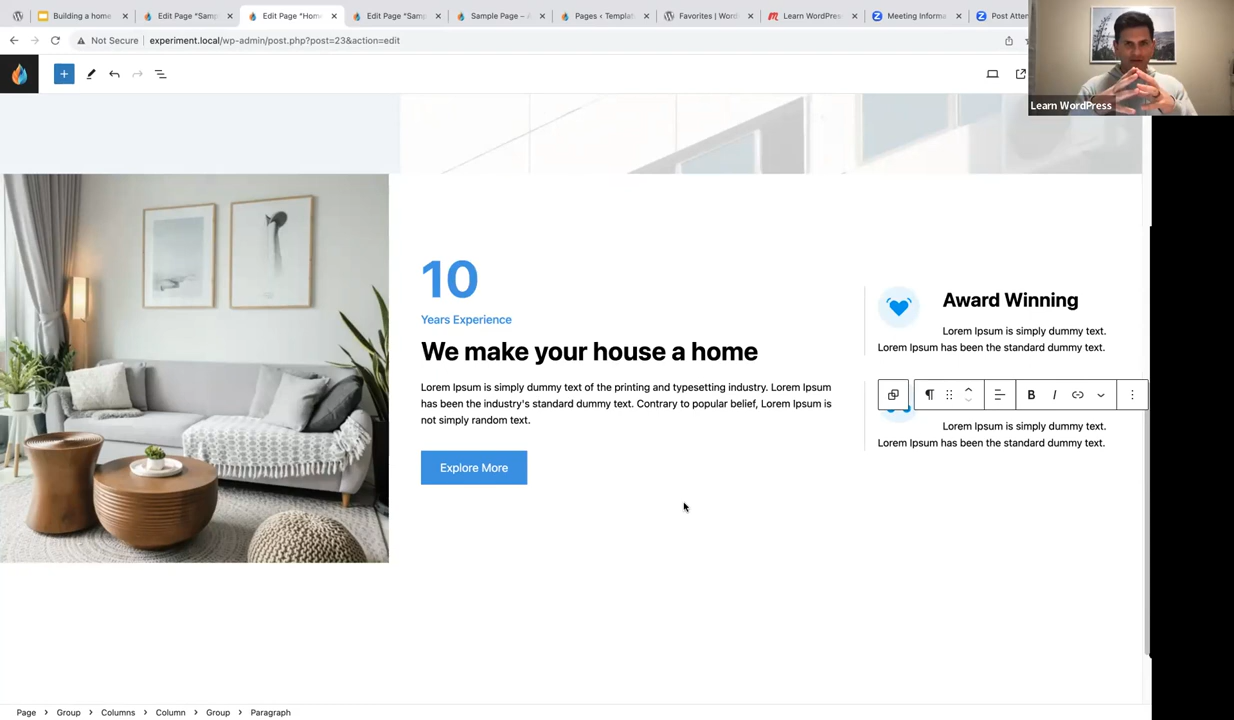 Building a home
Edit Page "Samp
Edit Page "Home
Edit Page "Samp
Sample Page – A
Pages ‹ Templat
Favorites | Word
Learn WordPress
Meeting Informa
Post Atten
Not Secure
experiment.local/wp-admin/post.php?post=23&action=edit
Learn WordPress
10
Years Experience
We make your house a home
Lorem Ipsum is simply dummy text of the printing and typesetting industry. Lorem Ipsum
has been the industry's standard dummy text. Contrary to popular belief, Lorem Ipsum is
not simply random text.
Explore More
Award Winning
Lorem Ipsum is simply dummy text.
Lorem Ipsum has been the standard dummy text.
B I
Lorem Ipsum is simply dummy text.
Lorem Ipsum has been the standard dummy text.
Page > Group > Columns > Column > Group > Paragraph